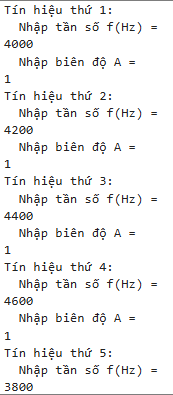 Tín hiệu thứ 1:
  Nhập tần số f(Hz) =
4000
  Nhập biên độ A =
1
Tín hiệu thứ 2:
  Nhập tần số f(Hz) =
4200
  Nhập biên độ A =
1
Tín hiệu thứ 3:
  Nhập tần số f(Hz) =
4400
  Nhập biên độ A =
1
Tín hiệu thứ 4:
  Nhập tần số f(Hz) =
4600
  Nhập biên độ A =
1
Tín hiệu thứ 5:
  Nhập tần số f(Hz) =
3800